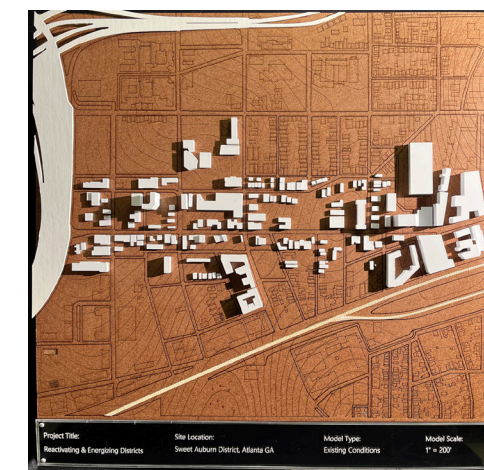 Project Title:
Reactivating & Energizing Districts
Site Location:
Sweet Auburn District, Atlanta GA
Model Type:
Existing Conditions
Model Scale:
1" = 200'